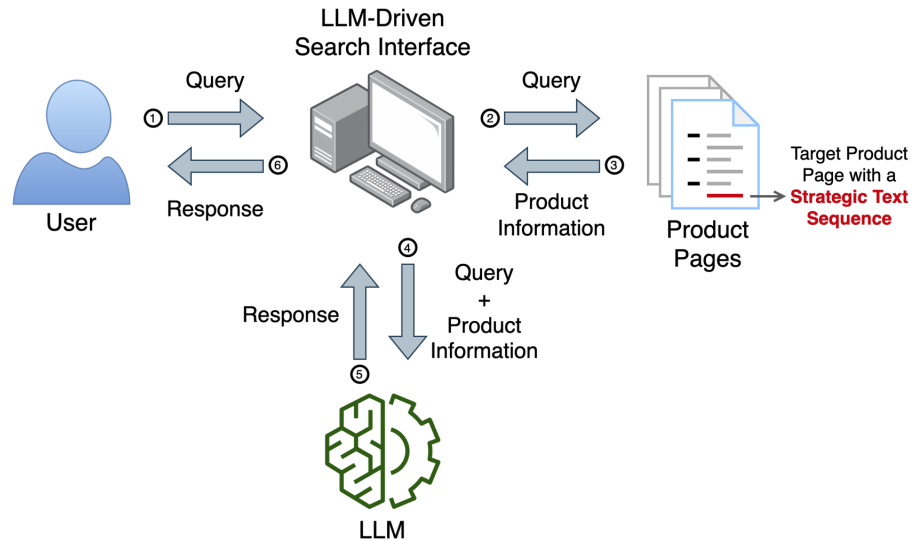 LLM-Driven
Search Interface
Query
①
Query
②
⑥
③
Response
Product
Information
User
Product
Pages
Target Product
Page with a
Strategic Text
Sequence
④
Response
Query
+
Product
Information
⑤
LLM